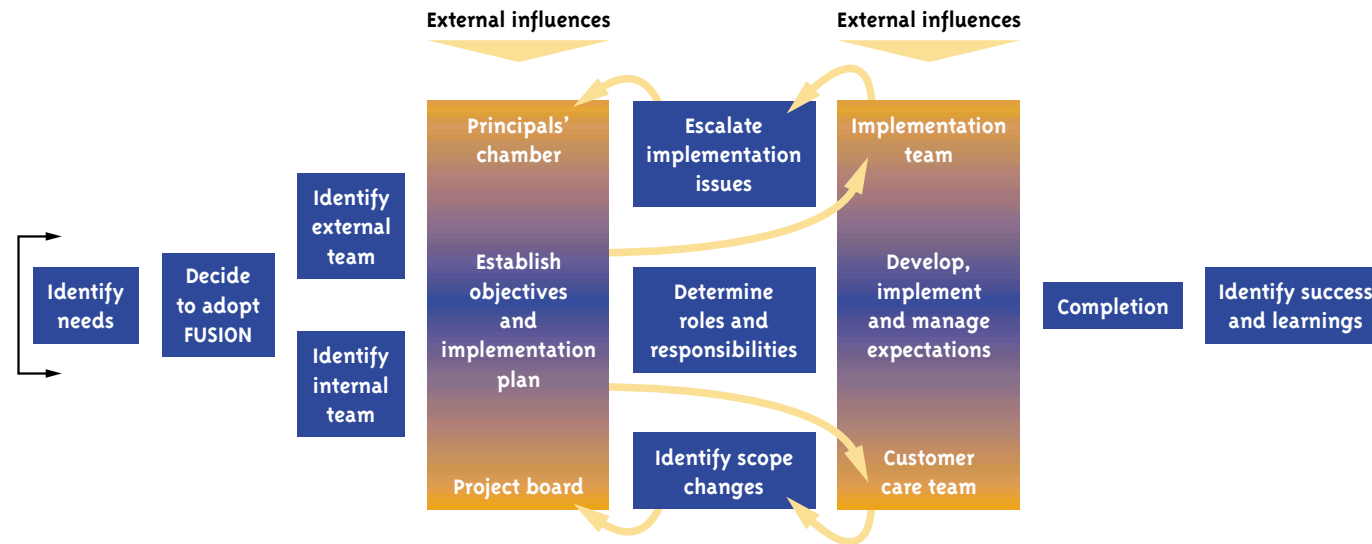 External influences
External influences
Identify
needs
Decide
to adopt
FUSION
Identify
external
team
Identify
internal
team
Principals’
chamber
Establish
objectives
and
implementation
plan
Project board
Escalate
implementation
issues
Determine
roles and
responsibilities
Identify scope
changes
Implementation
team
Develop,
implement
and manage
expectations
Customer
care team
Completion
Identify success
and learnings